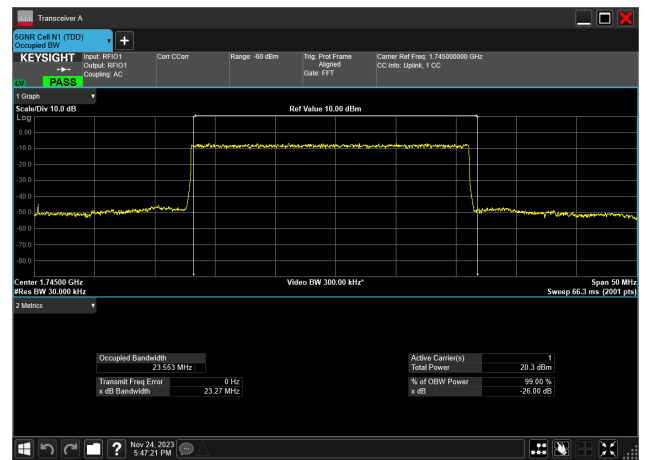 Transceiver A
5GNR Cell N1 (TDD)
Occupied BW
KEYSIGHT
LXI
PASS
Input: RFIO1
Output: RFIO1
Coupling: AC
Corr CCorr
Range: -60 dBm
Trig: Prot Frame
Aligned
Gate: FFT
Carrier Ref Freq: 1.745000000 GHz
CC Info: Uplink, 1 CC
1 Graph
Scale/Div 10.0 dB
Ref Value 10.00 dBm
Log
0.00
-10.0
-20.0
-30.0
-40.0
-50.0
-60.0
-70.0
-80.0
Center 1.74500 GHz
Video BW 300.00 kHz*
Span 50 MHz
#Res BW 30.000 kHz
Sweep 66.3 ms (2001 pts)
2 Metrics
Occupied Bandwidth
23.553 MHz
Active Carrier(s) 1
Total Power 20.3 dBm
Transmit Freq Error 0 Hz
x dB Bandwidth 23.27 MHz
% of OBW Power 99.00 %
x dB -26.00 dB
?
Nov 24, 2023
5:47:21 PM